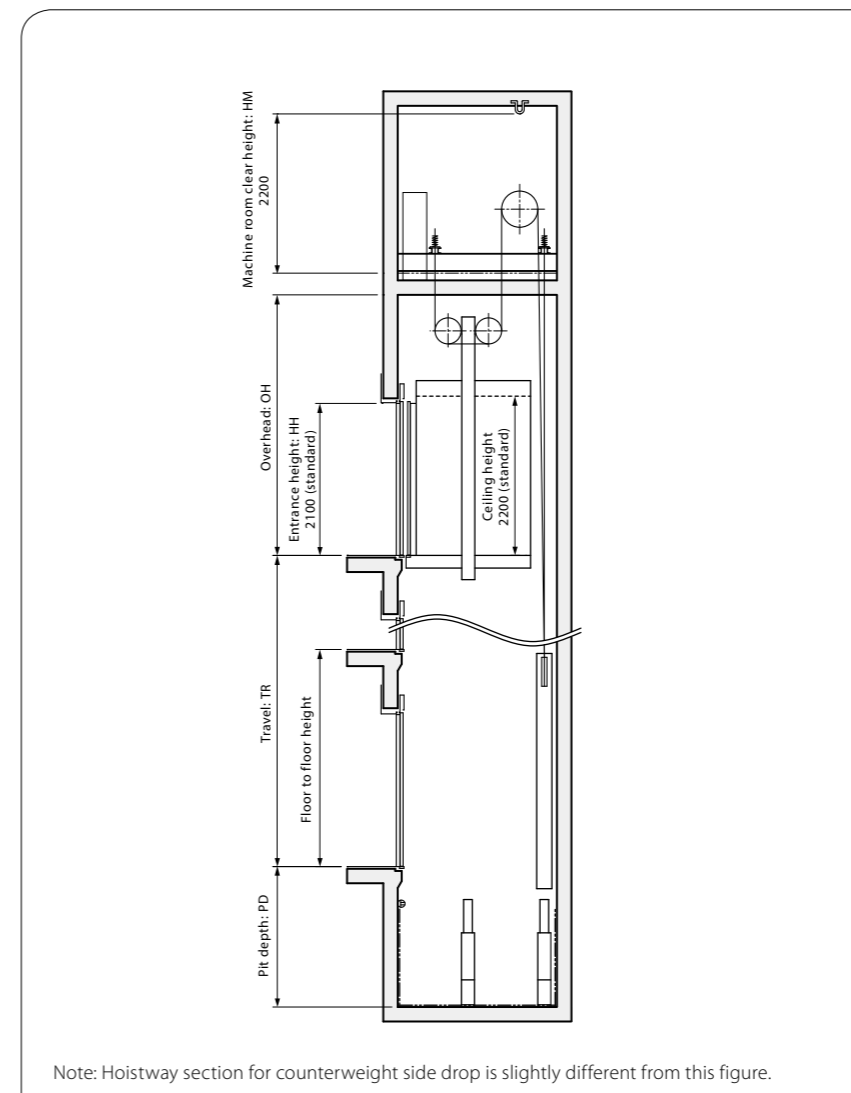 Machine room clear height: HM
2200
Overhead: OH
Entrance height: HH
2100 (standard)
Ceiling height
2200 (standard)
Travel: TR
Floor to floor height
Pit depth: PD
Note: Hoistway section for counterweight side drop is slightly different from this figure.